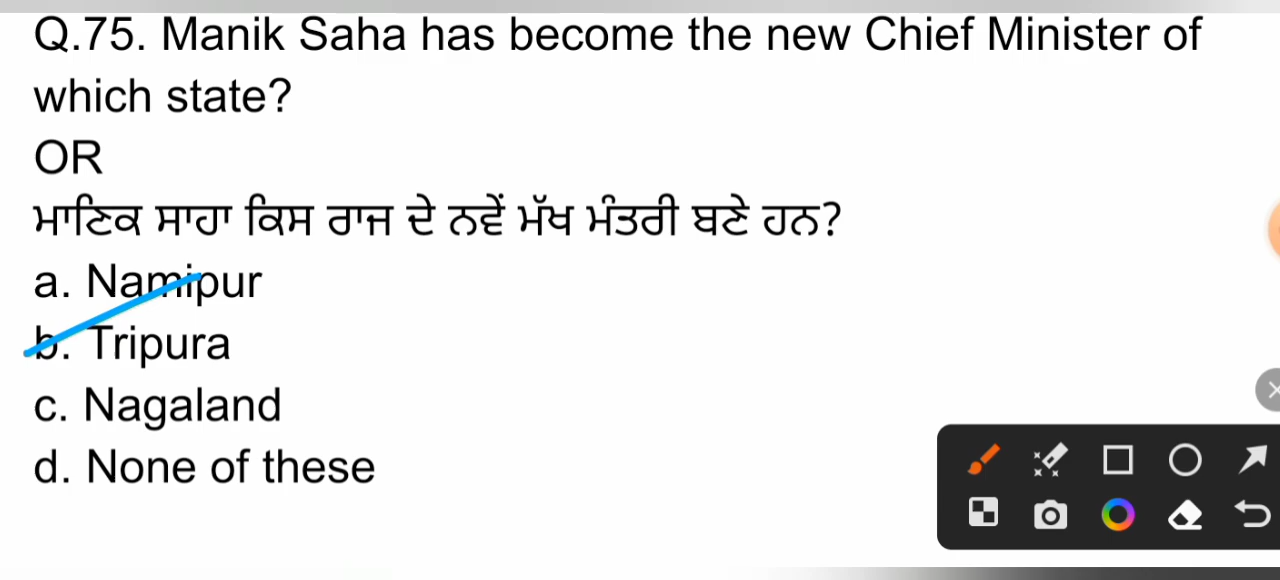 Q.75. Manik Saha has become the new Chief Minister of
which state?
OR
ਮਾਣਿਕ ਸਾਹਾ ਕਿਸ ਰਾਜ ਦੇ ਨਵੇਂ ਮੁੱਖ ਮੰਤਰੀ ਬਣੇ ਹਨ?
a. Namipur
b. Tripura
c. Nagaland
d. None of these